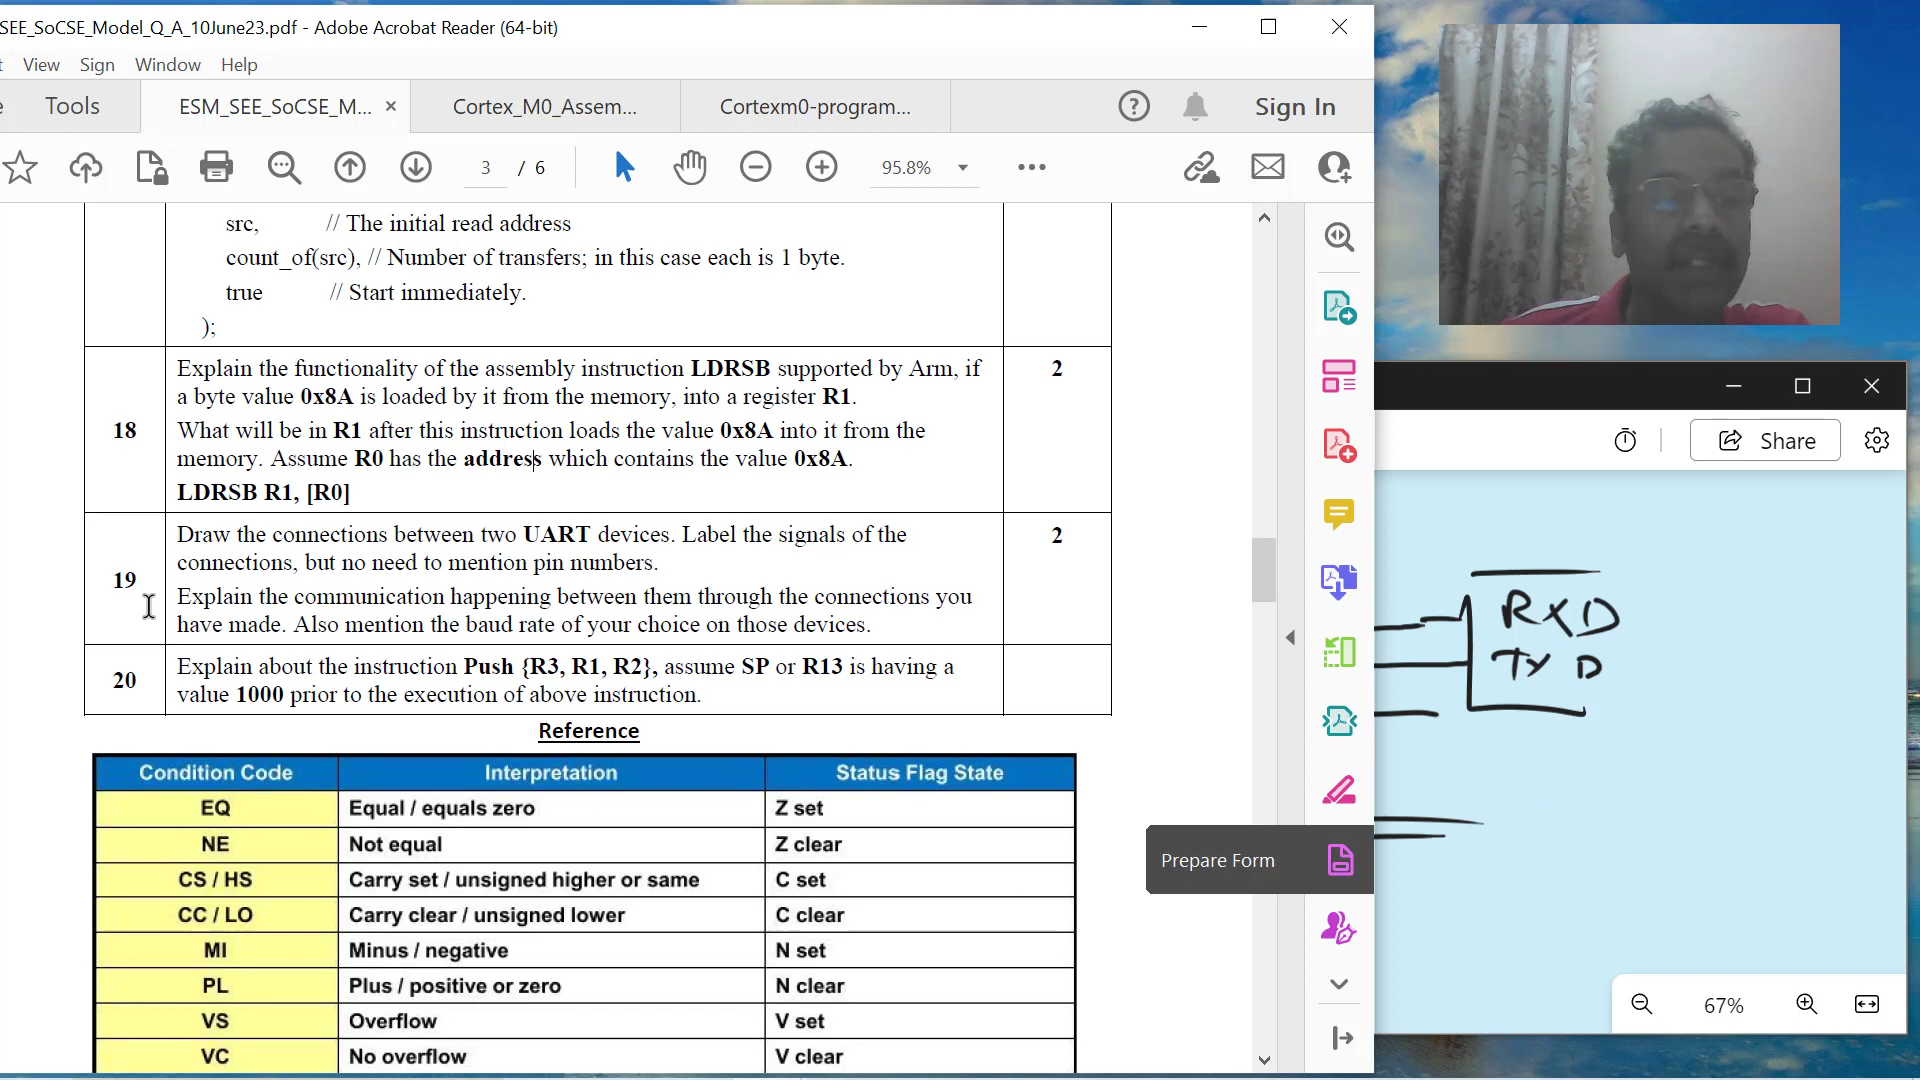 SEE_SoCSE_Model_Q_A_10June23.pdf - Adobe Acrobat Reader (64-bit)
View Sign Window Help
Tools
ESM_SEE_SoCSE_M... ×
Cortex_M0_Assem...
Cortexm0-program...
Sign In
3 / 6
95.8%
src, // The initial read address
count_of(src), // Number of transfers; in this case each is 1 byte.
true // Start immediately.
);
18
Explain the functionality of the assembly instruction LDRSB supported by Arm, if
a byte value 0x8A is loaded by it from the memory, into a register R1.
What will be in R1 after this instruction loads the value 0x8A into it from the
memory. Assume R0 has the address which contains the value 0x8A.
LDRSB R1, [R0]
2
19
Draw the connections between two UART devices. Label the signals of the
connections, but no need to mention pin numbers.
Explain the communication happening between them through the connections you
have made. Also mention the baud rate of your choice on those devices.
2
20
Explain about the instruction Push {R3, R1, R2}, assume SP or R13 is having a
value 1000 prior to the execution of above instruction.
Reference
Condition Code Interpretation Status Flag State
EQ Equal / equals zero Z set
NE Not equal Z clear
CS / HS Carry set / unsigned higher or same C set
CC / LO Carry clear / unsigned lower C clear
MI Minus / negative N set
PL Plus / positive or zero N clear
VS Overflow V set
VC No overflow V clear
Prepare Form
Share
RXD
TXD
67%